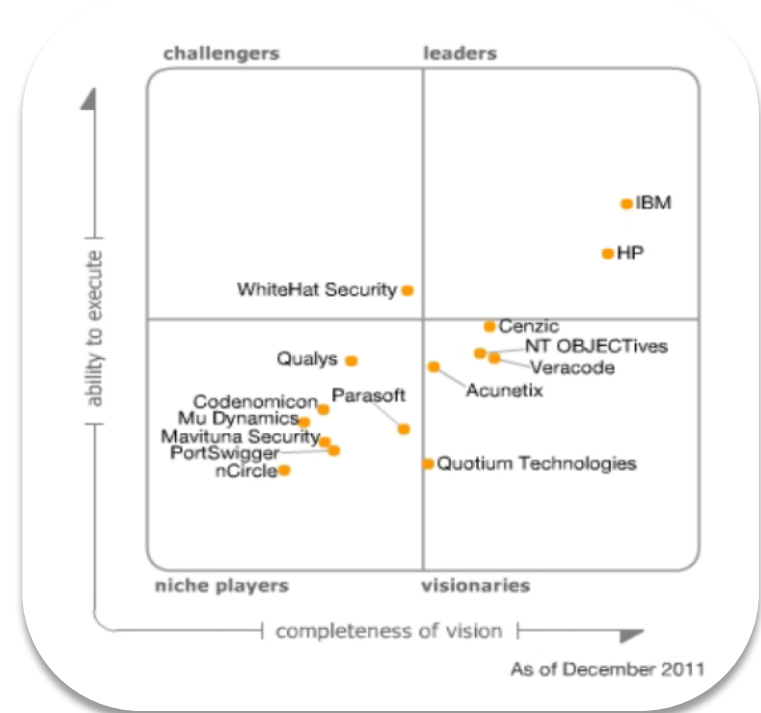 challengers
leaders
IBM
HP
WhiteHat Security
Cenzic
NT OBJECTives
Qualys
Veracode
Acunetix
Parasoft
Codenomicon
Mu Dynamics
Mavituna Security
PortSwigger
Quotium Technologies
nCircle
niche players
visionaries
ability to execute
completeness of vision
As of December 2011